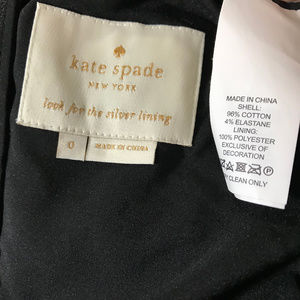 kate spade
NEW YORK
look for the silver lining
0
MADE IN CHINA
MADE IN CHINA
SHELL:
96% COTTON
4% ELASTANE
LINING:
100% POLYESTER
EXCLUSIVE OF
DECORATION
CLEAN ONLY